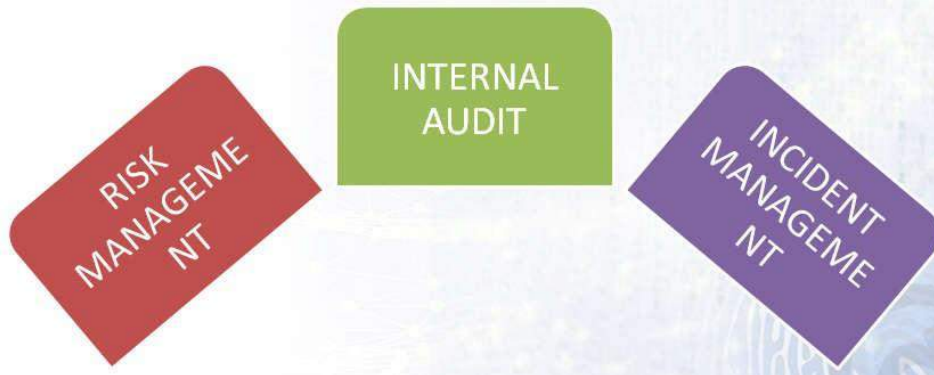 RISK
MANAGEME
NT
INTERNAL
AUDIT
INCIDENT
MANAGEME
NT